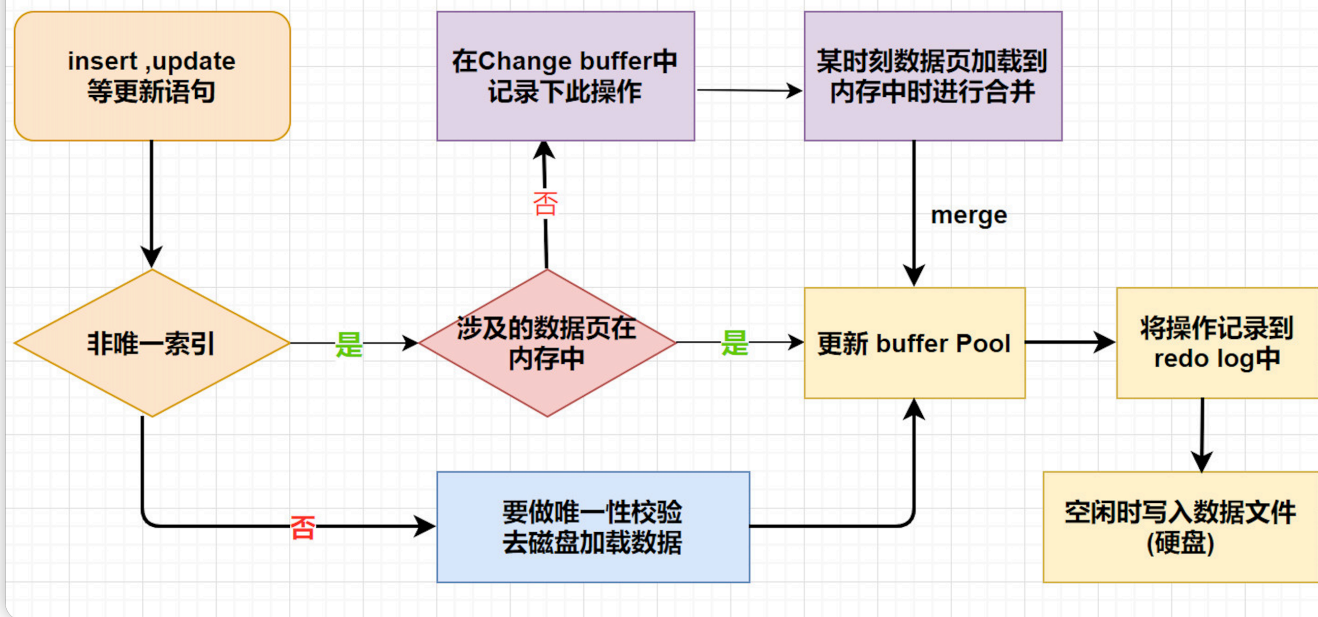 insert ,update
等更新语句
在Change buffer中
记录下此操作
某时刻数据页加载到
内存中时进行合并
否
merge
非唯一索引
是
涉及的数据页在
内存中
是
更新 buffer Pool
将操作记录到
redo log中
否
要做唯一性校验
去磁盘加载数据
空闲时写入数据文件
(硬盘)